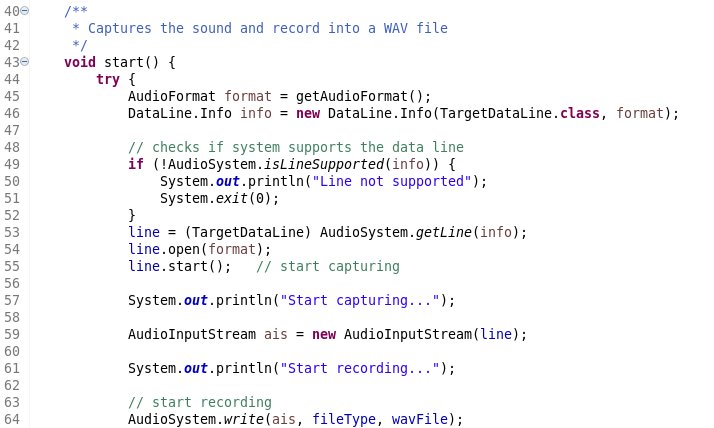 40 /**
41  * Captures the sound and record into a WAV file
42  */
43 void start() {
44     try {
45         AudioFormat format = getAudioFormat();
46         DataLine.Info info = new DataLine.Info(TargetDataLine.class, format);
47
48         // checks if system supports the data line
49         if (!AudioSystem.isLineSupported(info)) {
50             System.out.println("Line not supported");
51             System.exit(0);
52         }
53         line = (TargetDataLine) AudioSystem.getLine(info);
54         line.open(format);
55         line.start();   // start capturing
56
57         System.out.println("Start capturing...");
58
59         AudioInputStream ais = new AudioInputStream(line);
60
61         System.out.println("Start recording...");
62
63         // start recording
64         AudioSystem.write(ais, fileType, wavFile);